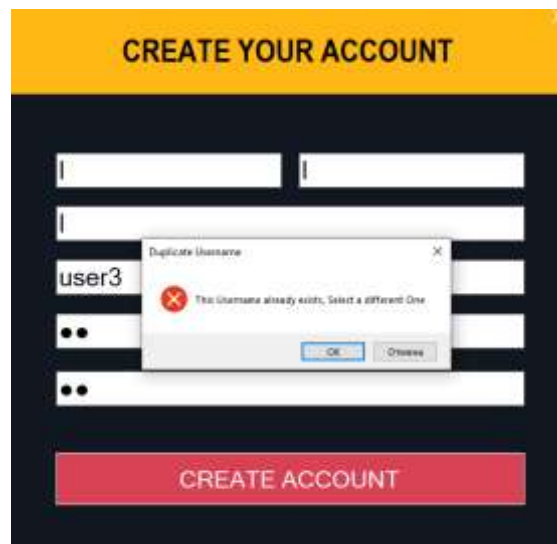 CREATE YOUR ACCOUNT
l
l
l
Duplicate Username
user3
This Username already exists, Select a different One
OK
Отмена
●●
●●
CREATE ACCOUNT